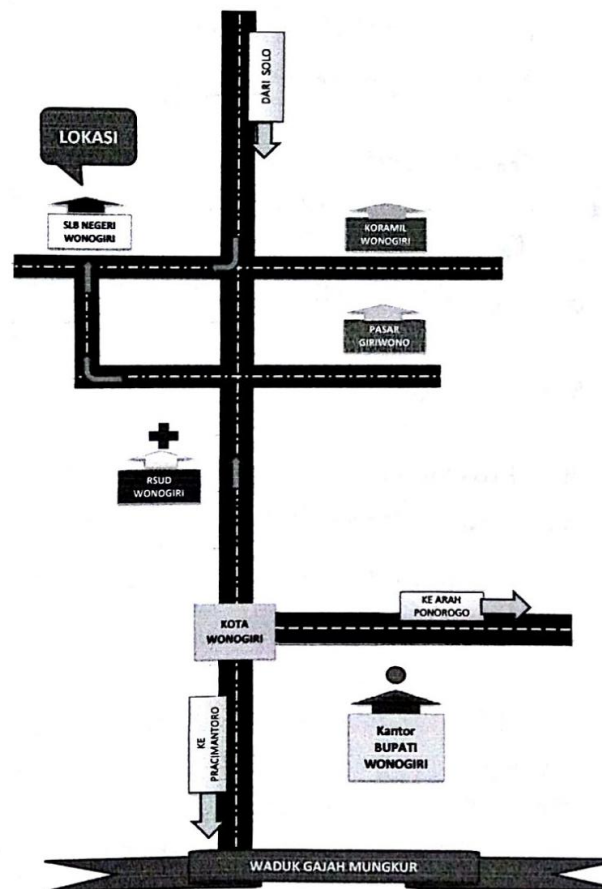 DARI SOLO
LOKASI
SLB NEGERI
WONOGIRI
KORAMIL
WONOGIRI
PASAR
GIRIWONO
RSUD
WONOGIRI
KE ARAH
PONOROGO
KOTA
WONOGIRI
KE
PRACIMANTORO
Kantor
BUPATI
WONOGIRI
WADUK GAJAH MUNGKUR